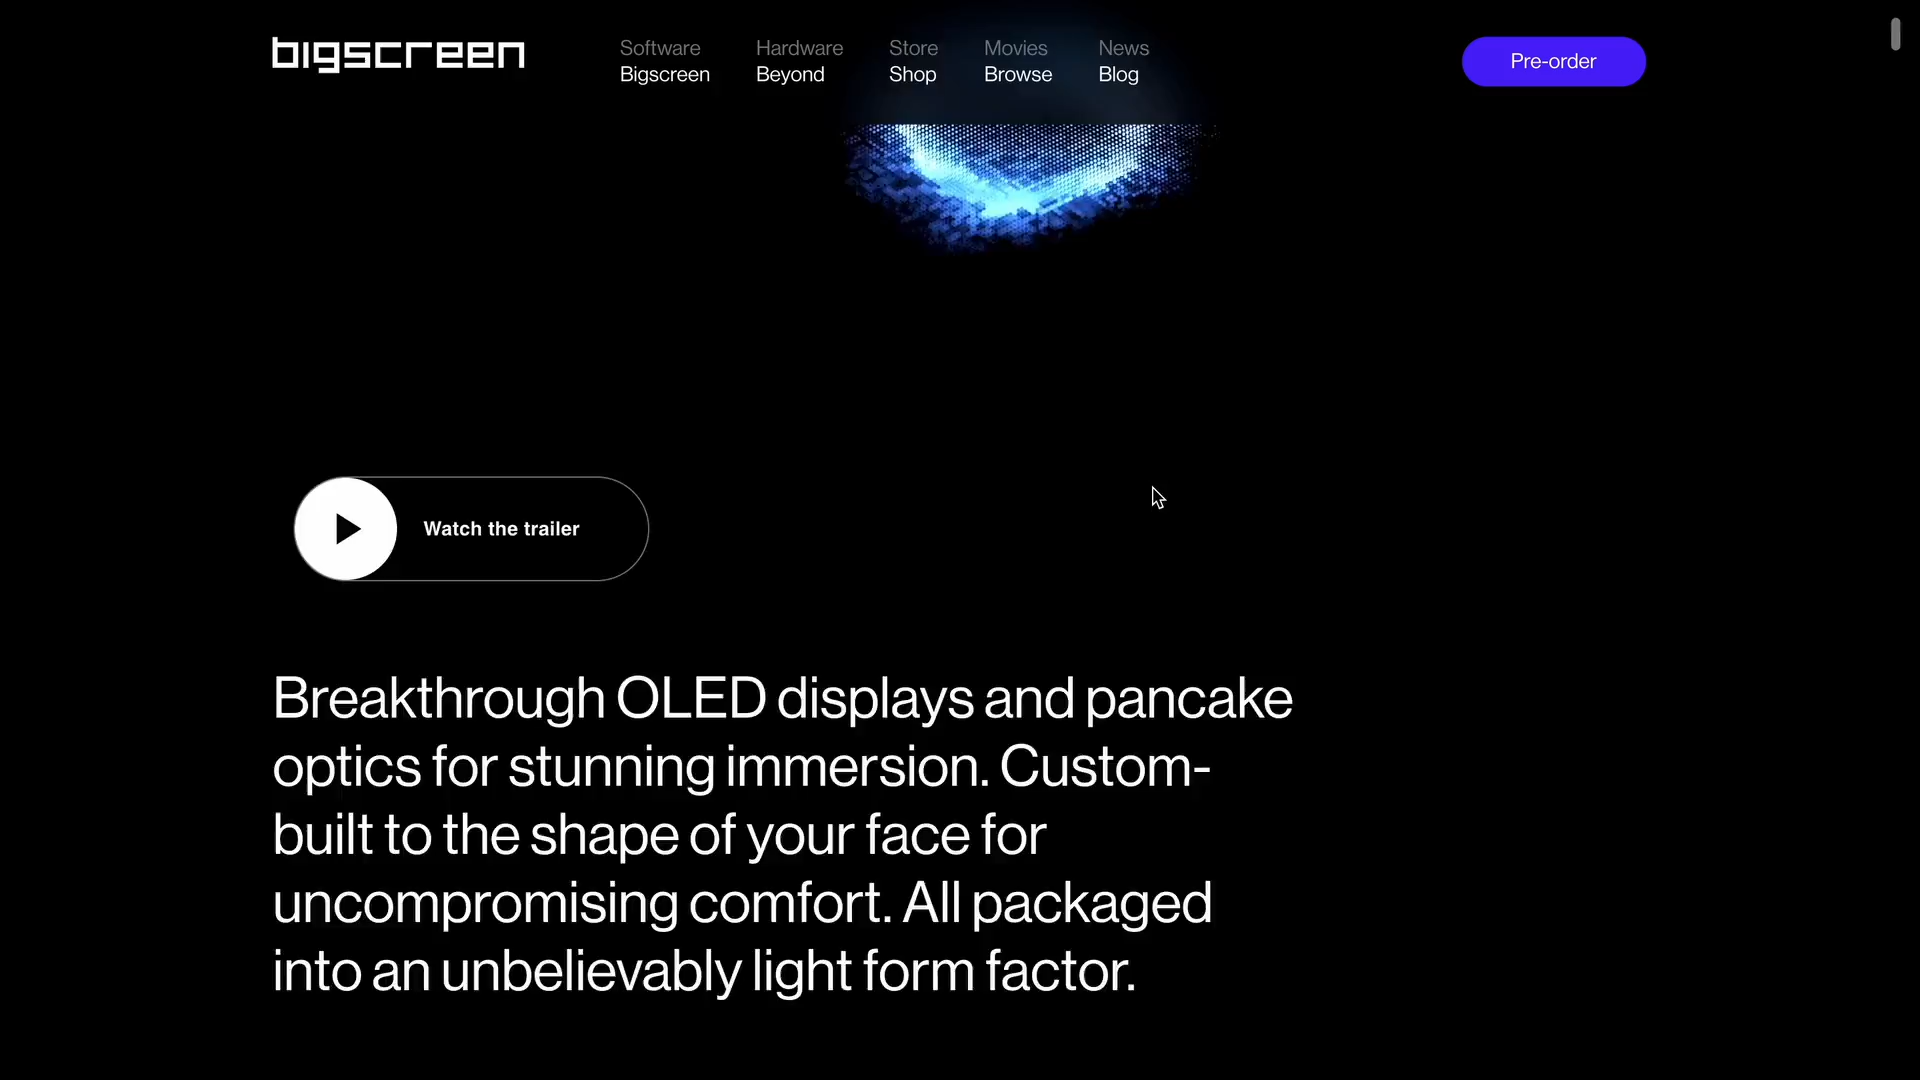 bigscreen
Software
Bigscreen
Hardware
Beyond
Store
Shop
Movies
Browse
News
Blog
Pre-order
Watch the trailer
Breakthrough OLED displays and pancake
optics for stunning immersion. Custom-
built to the shape of your face for
uncompromising comfort. All packaged
into an unbelievably light form factor.